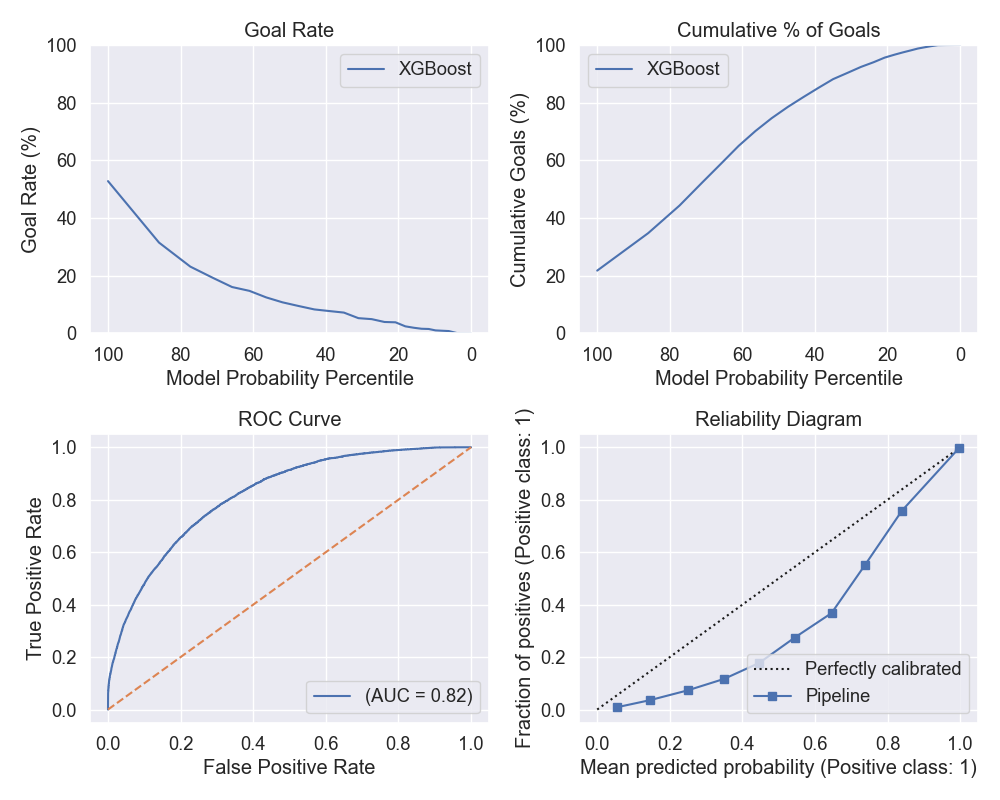 Goal Rate
XGBoost
Goal Rate (%)
100
80
60
40
20
0
100 80 60 40 20 0
Model Probability Percentile
Cumulative % of Goals
XGBoost
Cumulative Goals (%)
100
80
60
40
20
0
100 80 60 40 20 0
Model Probability Percentile
ROC Curve
True Positive Rate
1.0
0.8
0.6
0.4
0.2
0.0
(AUC = 0.82)
0.0 0.2 0.4 0.6 0.8 1.0
False Positive Rate
Reliability Diagram
Fraction of positives (Positive class: 1)
1.0
0.8
0.6
0.4
0.2
0.0
Perfectly calibrated
Pipeline
0.0 0.2 0.4 0.6 0.8 1.0
Mean predicted probability (Positive class: 1)